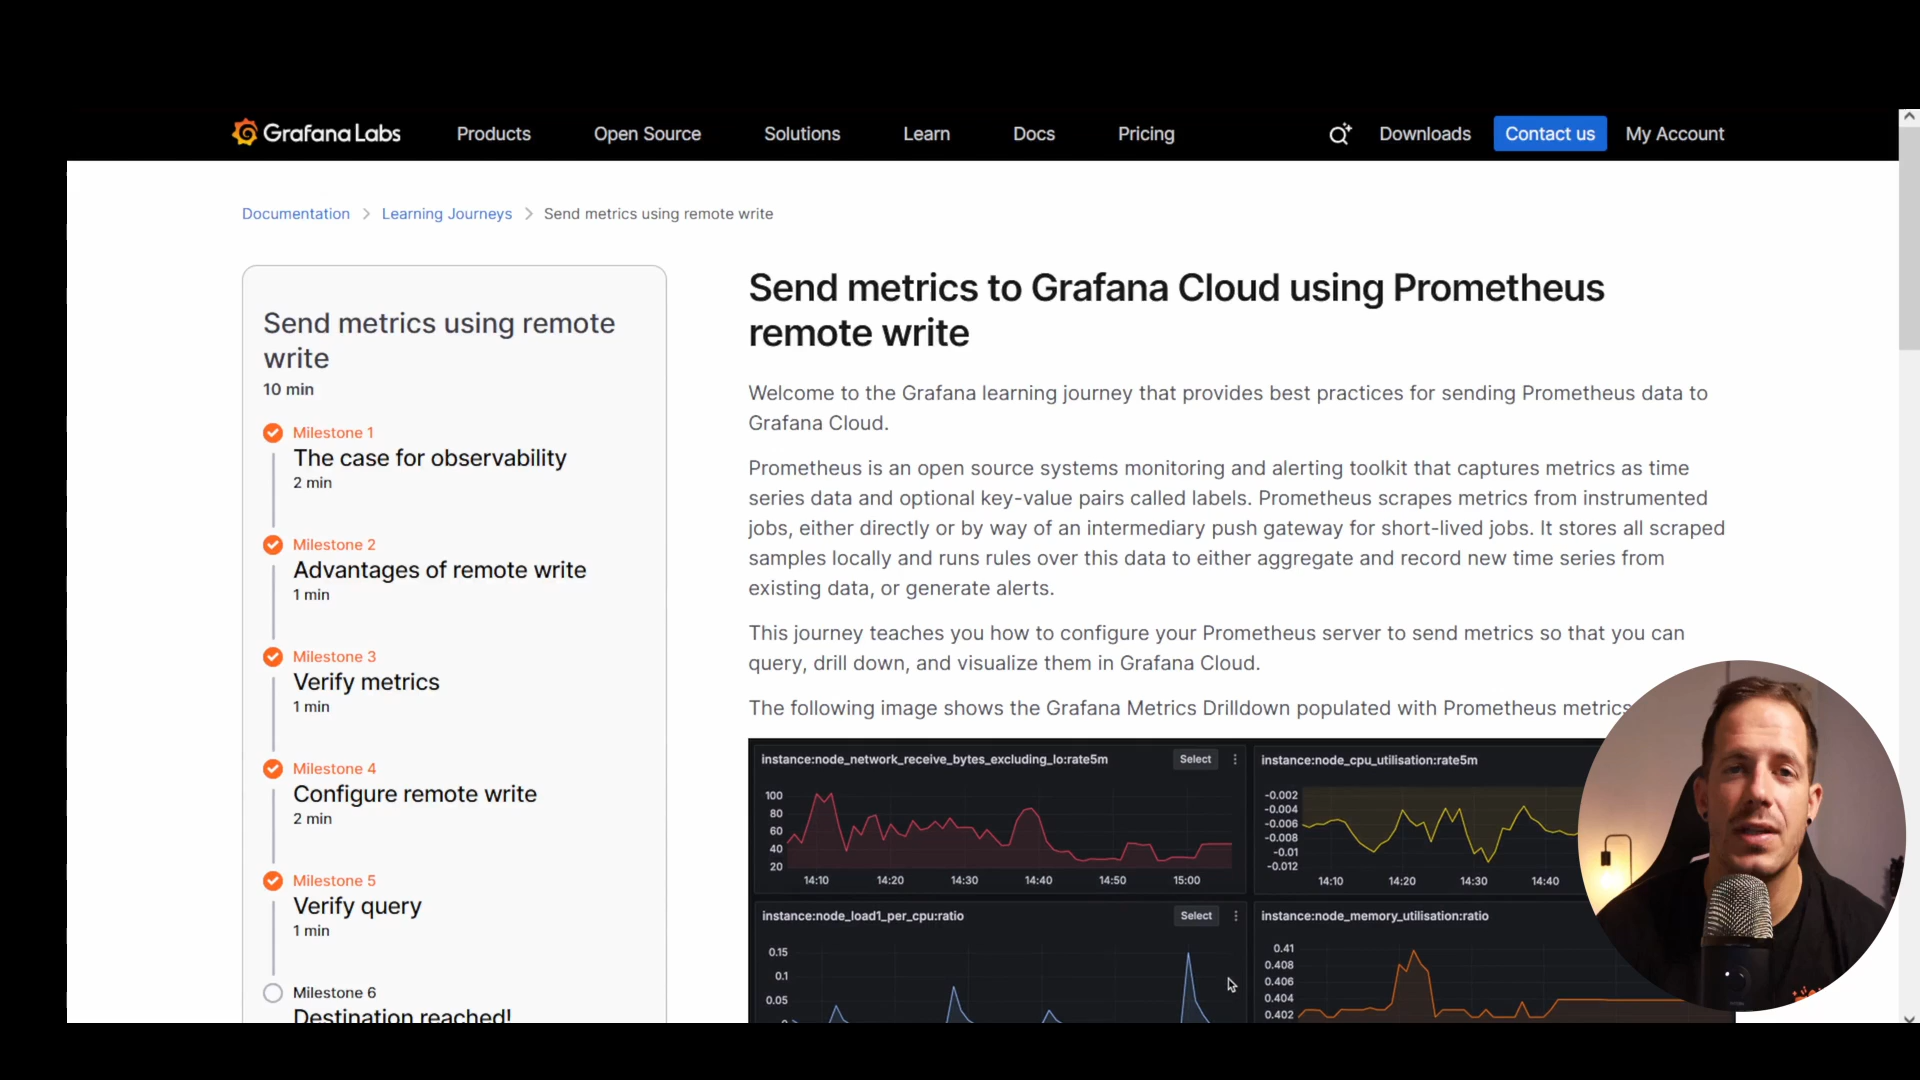 Grafana Labs Products Open Source Solutions Learn Docs Pricing Downloads Contact us My Account
Documentation > Learning Journeys > Send metrics using remote write
Send metrics using remote
write
10 min
Milestone 1
The case for observability
2 min
Milestone 2
Advantages of remote write
1 min
Milestone 3
Verify metrics
1 min
Milestone 4
Configure remote write
2 min
Milestone 5
Verify query
1 min
Milestone 6
Destination reached!
Send metrics to Grafana Cloud using Prometheus
remote write
Welcome to the Grafana learning journey that provides best practices for sending Prometheus data to
Grafana Cloud.
Prometheus is an open source systems monitoring and alerting toolkit that captures metrics as time
series data and optional key-value pairs called labels. Prometheus scrapes metrics from instrumented
jobs, either directly or by way of an intermediary push gateway for short-lived jobs. It stores all scraped
samples locally and runs rules over this data to either aggregate and record new time series from
existing data, or generate alerts.
This journey teaches you how to configure your Prometheus server to send metrics so that you can
query, drill down, and visualize them in Grafana Cloud.
The following image shows the Grafana Metrics Drilldown populated with Prometheus metrics
instance:node_network_receive_bytes_excluding_lo:rate5m Select
100
80
60
40
20
14:10 14:20 14:30 14:40 14:50 15:00
instance:node_cpu_utilisation:rate5m
-0.002
-0.004
-0.006
-0.008
-0.01
-0.012
14:10 14:20 14:30 14:40
instance:node_load1_per_cpu:ratio Select
0.15
0.1
0.05
instance:node_memory_utilisation:ratio
0.41
0.408
0.406
0.404
0.402